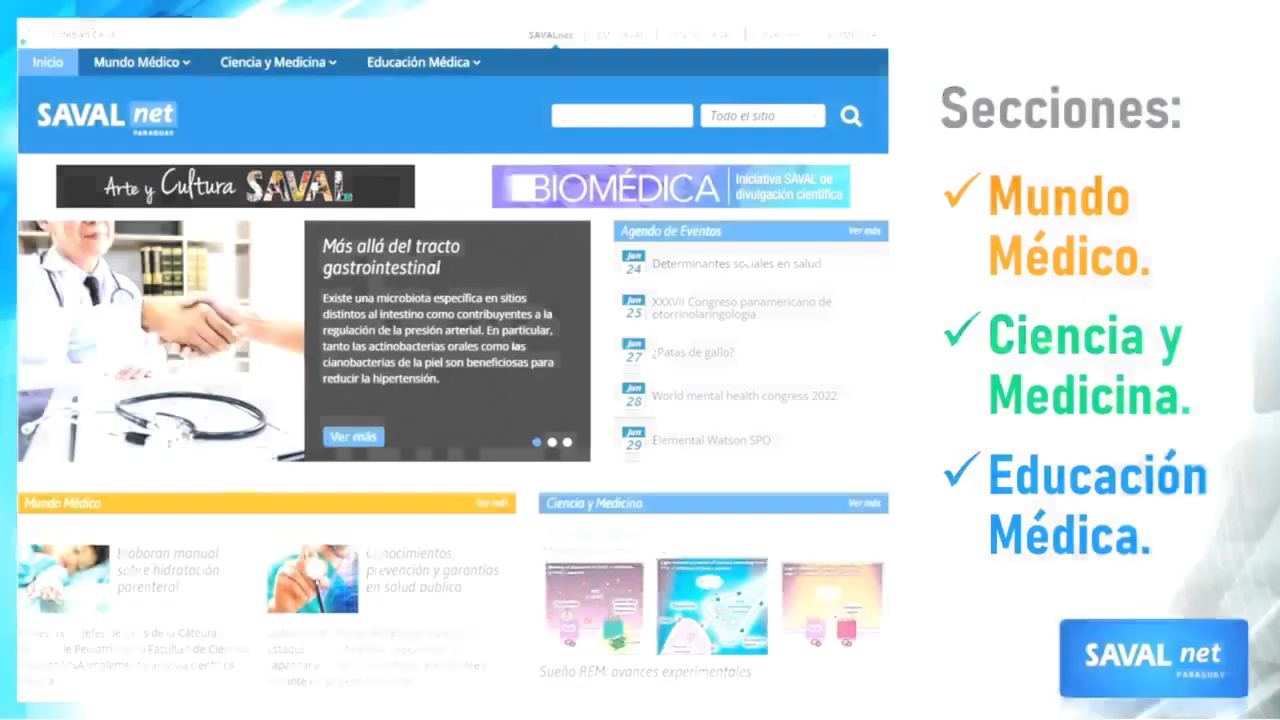 Esteban
SAVALnet
Inicio Mundo Médico Ciencia y Medicina Educación Médica
SAVAL net
PARAGUAY
Todo el sitio
Arte y Cultura SAVAL
BIOMÉDICA
Iniciativa SAVAL de
divulgación científica
Más allá del tracto
gastrointestinal
Existe una microbiota específica en sitios
distintos al intestino como contribuyentes a la
regulación de la presión arterial. En particular,
tanto las actinobacterias orales como las
cianobacterias de la piel son beneficiosas para
reducir la hipertensión.
Ver más
Agenda de Eventos Ver más
Jun 24 Determinantes sociales en salud
Jun 25 XXXVII Congreso panamericano de
otorrinolaringología
Jun 27 ¿Patas de gallo?
Jun 28 World mental health congress 2022
Jun 29 Elemental Watson SPO
Mundo Médico Ver más
Elaboran manual
sobre hidratación
parenteral
Conocimientos,
prevención y garantías
en salud pública
Ciencia y Medicina Ver más
Sueño REM: avances experimentales
Secciones:
✓ Mundo
Médico.
✓ Ciencia y
Medicina.
✓ Educación
Médica.
SAVAL net
PARAGUAY